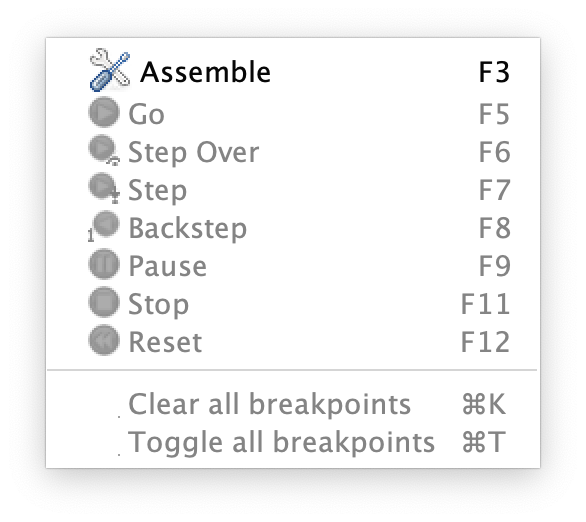 Assemble F3
Go F5
Step Over F6
Step F7
1 Backstep F8
Pause F9
Stop F11
Reset F12
Clear all breakpoints ⌘K
Toggle all breakpoints ⌘T